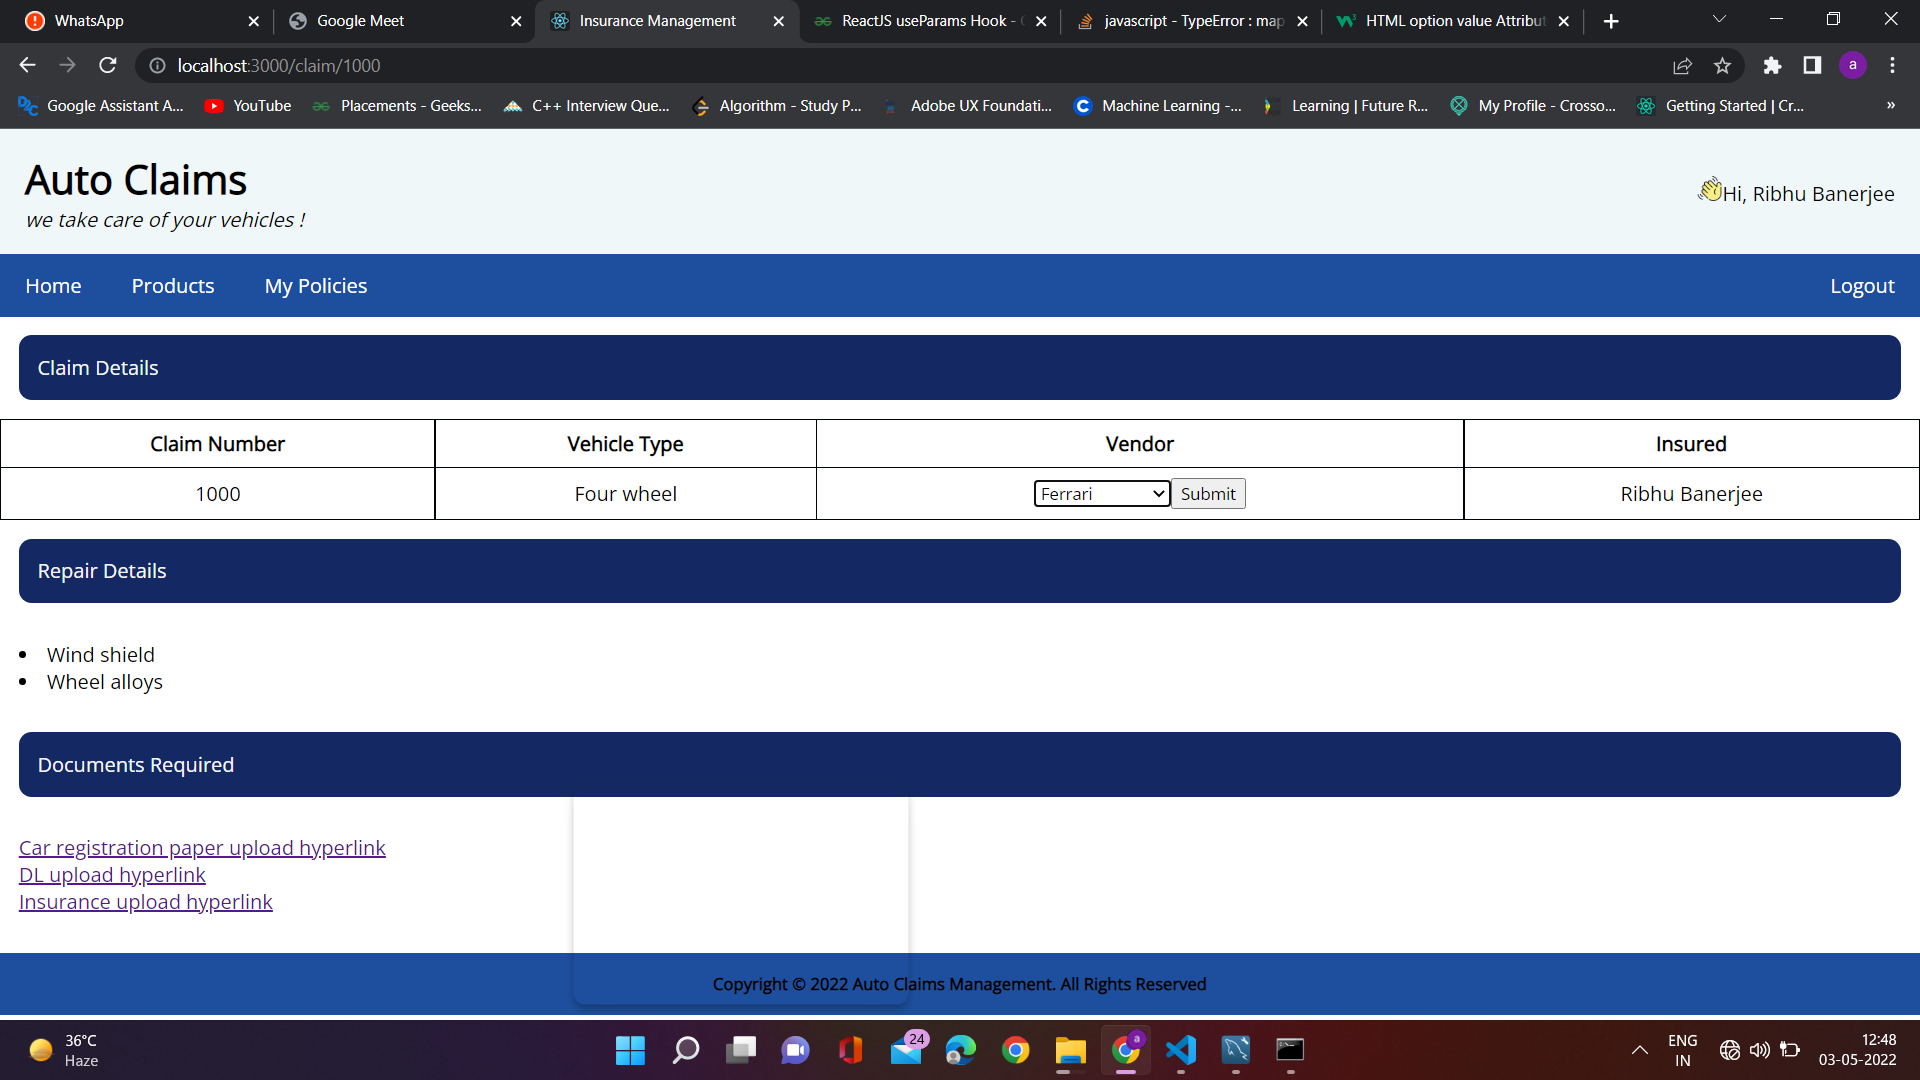 WhatsApp
Google Meet
Insurance Management
ReactJS useParams Hook -
javascript - TypeError : map
HTML option value Attribut
localhost:3000/claim/1000
a
Google Assistant A...
YouTube
Placements - Geeks...
C++ Interview Que...
Algorithm - Study P...
Adobe UX Foundati...
Machine Learning -...
Learning | Future R...
My Profile - Crosso...
Getting Started | Cr...
»
Auto Claims
we take care of your vehicles !
Hi, Ribhu Banerjee
Home Products My Policies Logout
Claim Details
Claim Number Vehicle Type Vendor Insured
1000 Four wheel Ferrari Submit Ribhu Banerjee
Repair Details
• Wind shield
• Wheel alloys
Documents Required
Car registration paper upload hyperlink
DL upload hyperlink
Insurance upload hyperlink
Copyright © 2022 Auto Claims Management. All Rights Reserved
36°C
Haze
24
a
ENG
IN
12:48
03-05-2022